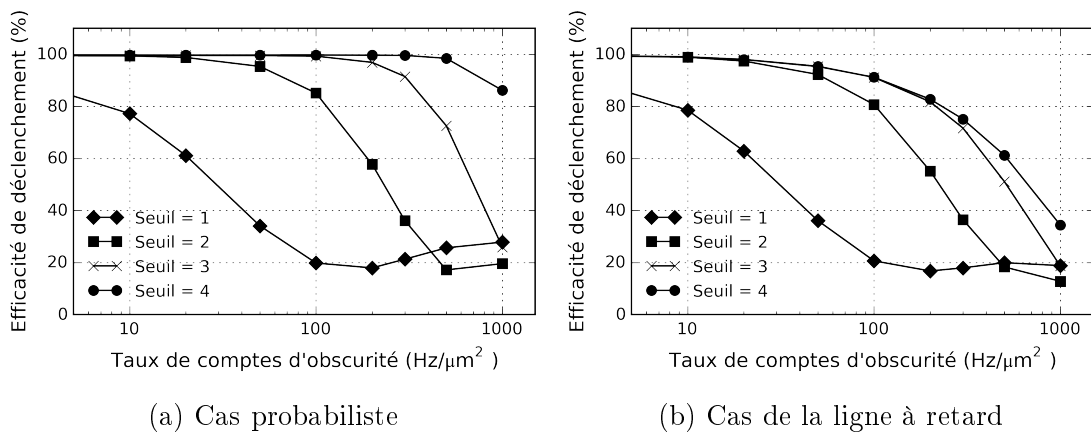 Efficacité de déclenchement (%)
100
80
60
40
20
0
Seuil = 1
Seuil = 2
Seuil = 3
Seuil = 4
10
100
1000
Taux de comptes d'obscurité (Hz/μm²)
(a) Cas probabiliste
Efficacité de déclenchement (%)
100
80
60
40
20
0
Seuil = 1
Seuil = 2
Seuil = 3
Seuil = 4
10
100
1000
Taux de comptes d'obscurité (Hz/μm²)
(b) Cas de la ligne à retard